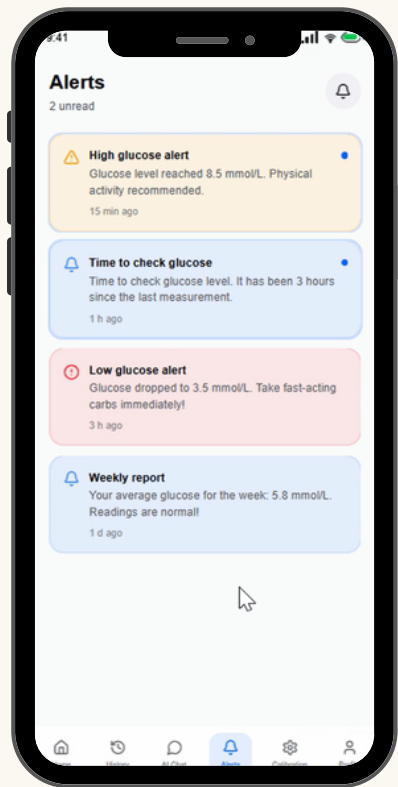 9:41
Alerts
2 unread
High glucose alert
Glucose level reached 8.5 mmol/L. Physical
activity recommended.
15 min ago
Time to check glucose
Time to check glucose level. It has been 3 hours
since the last measurement.
1 h ago
Low glucose alert
Glucose dropped to 3.5 mmol/L. Take fast-acting
carbs immediately!
3 h ago
Weekly report
Your average glucose for the week: 5.8 mmol/L.
Readings are normal!
1 d ago
History AI Chat Alerts Calibration